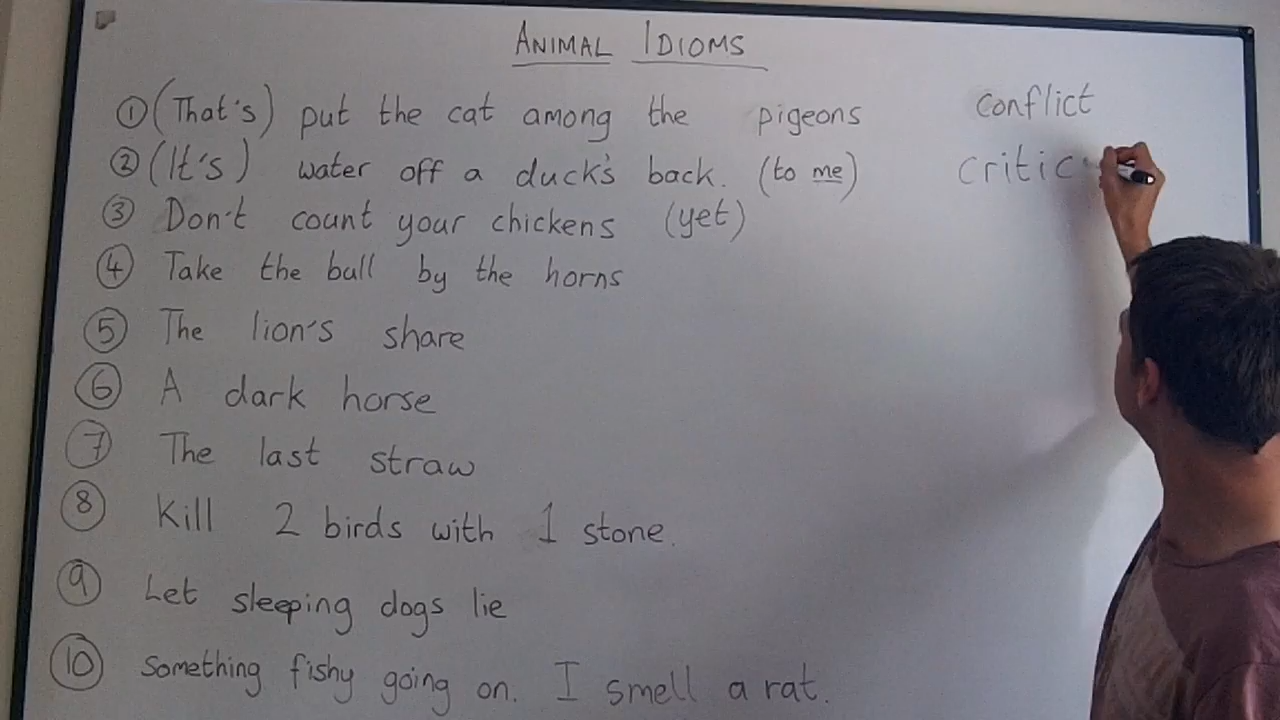 ANIMAL IDIOMS
① (That's) put the cat among the pigeons conflict
② (It's) water off a duck's back. (to me) critic
③ Don't count your chickens (yet)
④ Take the bull by the horns
⑤ The lion's share
⑥ A dark horse
⑦ The last straw
⑧ Kill 2 birds with 1 stone.
⑨ Let sleeping dogs lie
⑩ Something fishy going on. I smell a rat.